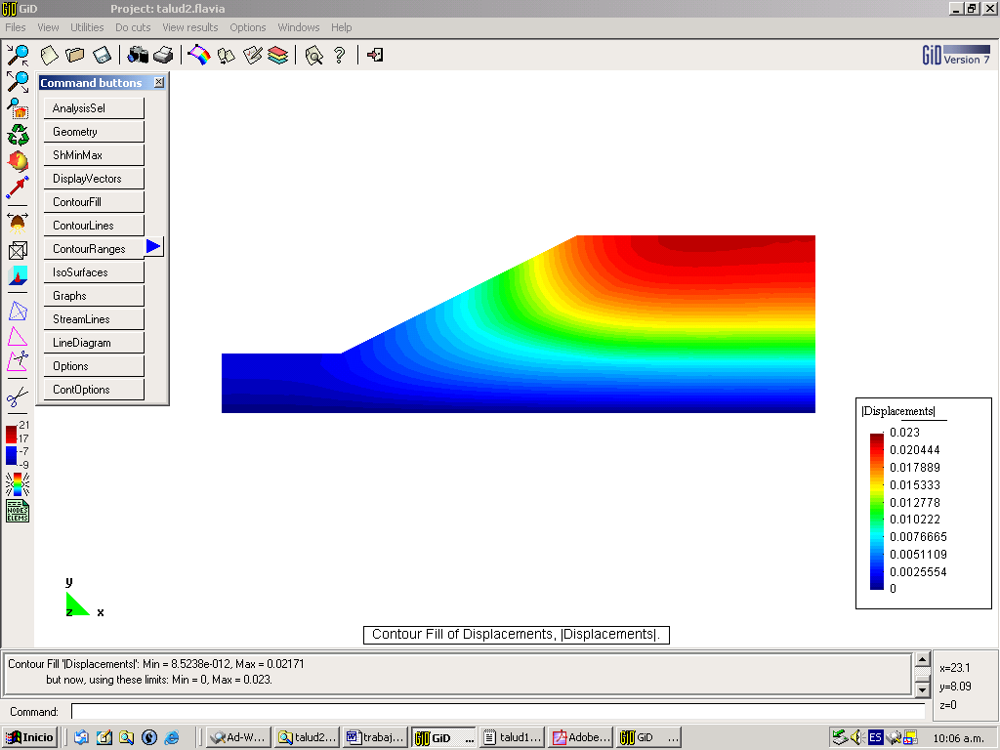 GiD Project: talud2.flavia
Files View Utilities Do cuts View results Options Windows Help
GiD Version 7
Command buttons
AnalysisSel
Geometry
ShMinMax
DisplayVectors
ContourFill
ContourLines
ContourRanges
IsoSurfaces
Graphs
StreamLines
LineDiagram
Options
ContOptions
21
17
-7
-9
NODES
ELEMS
|Displacements|
0.023
0.020444
0.017889
0.015333
0.012778
0.010222
0.0076665
0.0051109
0.0025554
0
y
z x
Contour Fill of Displacements, |Displacements|.
Contour Fill '|Displacements|': Min = 8.5238e-012, Max = 0.02171
but now, using these limits: Min = 0, Max = 0.023.
x=23.1
y=8.09
z=0
Command:
Inicio Ad-W... talud2... trabaj... GiD ... talud1... Adobe... GiD ... ES 10:06 a.m.